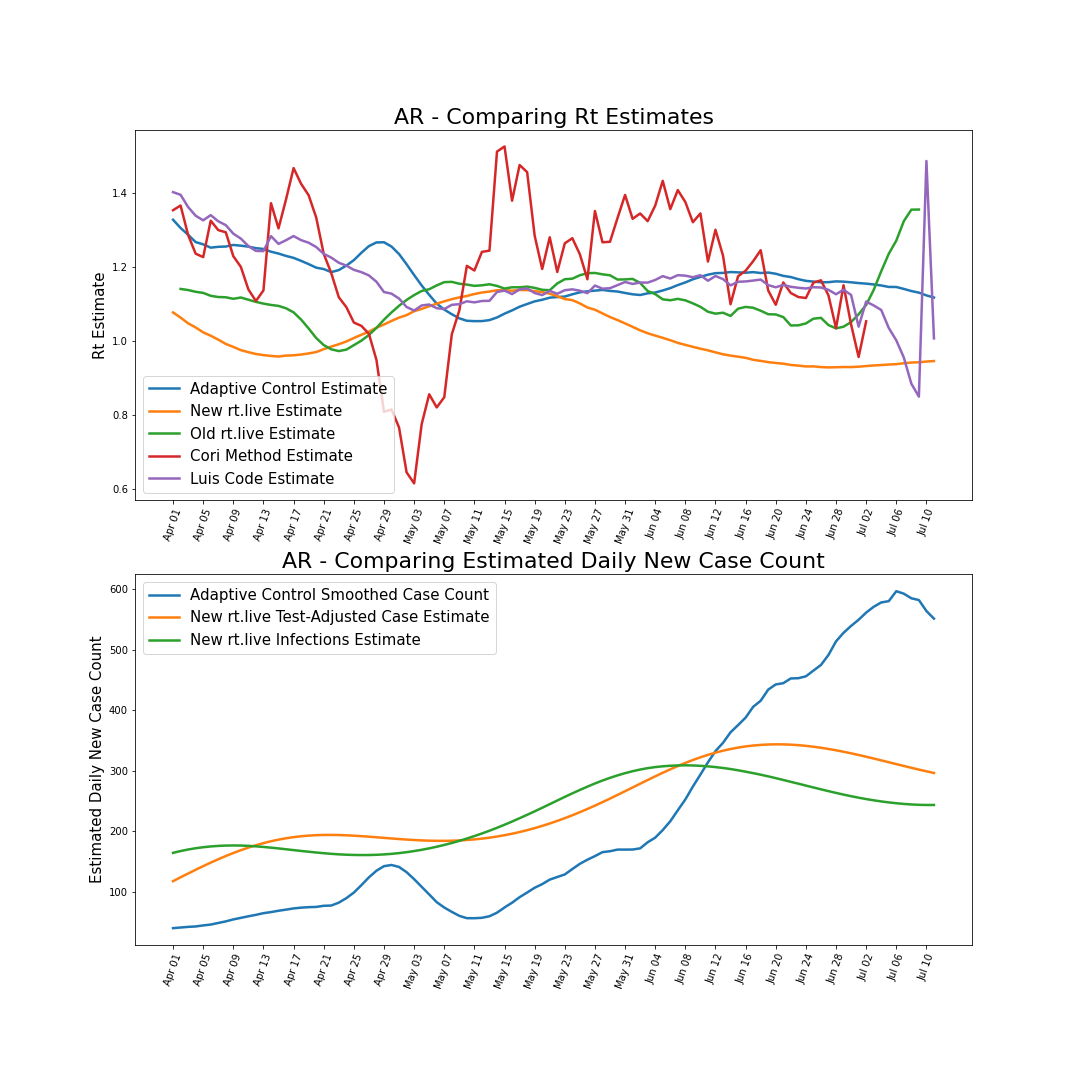 AR - Comparing Rt Estimates
Rt Estimate
1.4
1.2
1.0
0.8
0.6
Adaptive Control Estimate
New rt.live Estimate
Old rt.live Estimate
Cori Method Estimate
Luis Code Estimate
Apr 01 Apr 05 Apr 09 Apr 13 Apr 17 Apr 21 Apr 25 Apr 29 May 03 May 07 May 11 May 15 May 19 May 23 May 27 May 31 Jun 04 Jun 08 Jun 12 Jun 16 Jun 20 Jun 24 Jun 28 Jul 02 Jul 06 Jul 10
AR - Comparing Estimated Daily New Case Count
Estimated Daily New Case Count
600
500
400
300
200
100
Adaptive Control Smoothed Case Count
New rt.live Test-Adjusted Case Estimate
New rt.live Infections Estimate
Apr 01 Apr 05 Apr 09 Apr 13 Apr 17 Apr 21 Apr 25 Apr 29 May 03 May 07 May 11 May 15 May 19 May 23 May 27 May 31 Jun 04 Jun 08 Jun 12 Jun 16 Jun 20 Jun 24 Jun 28 Jul 02 Jul 06 Jul 10